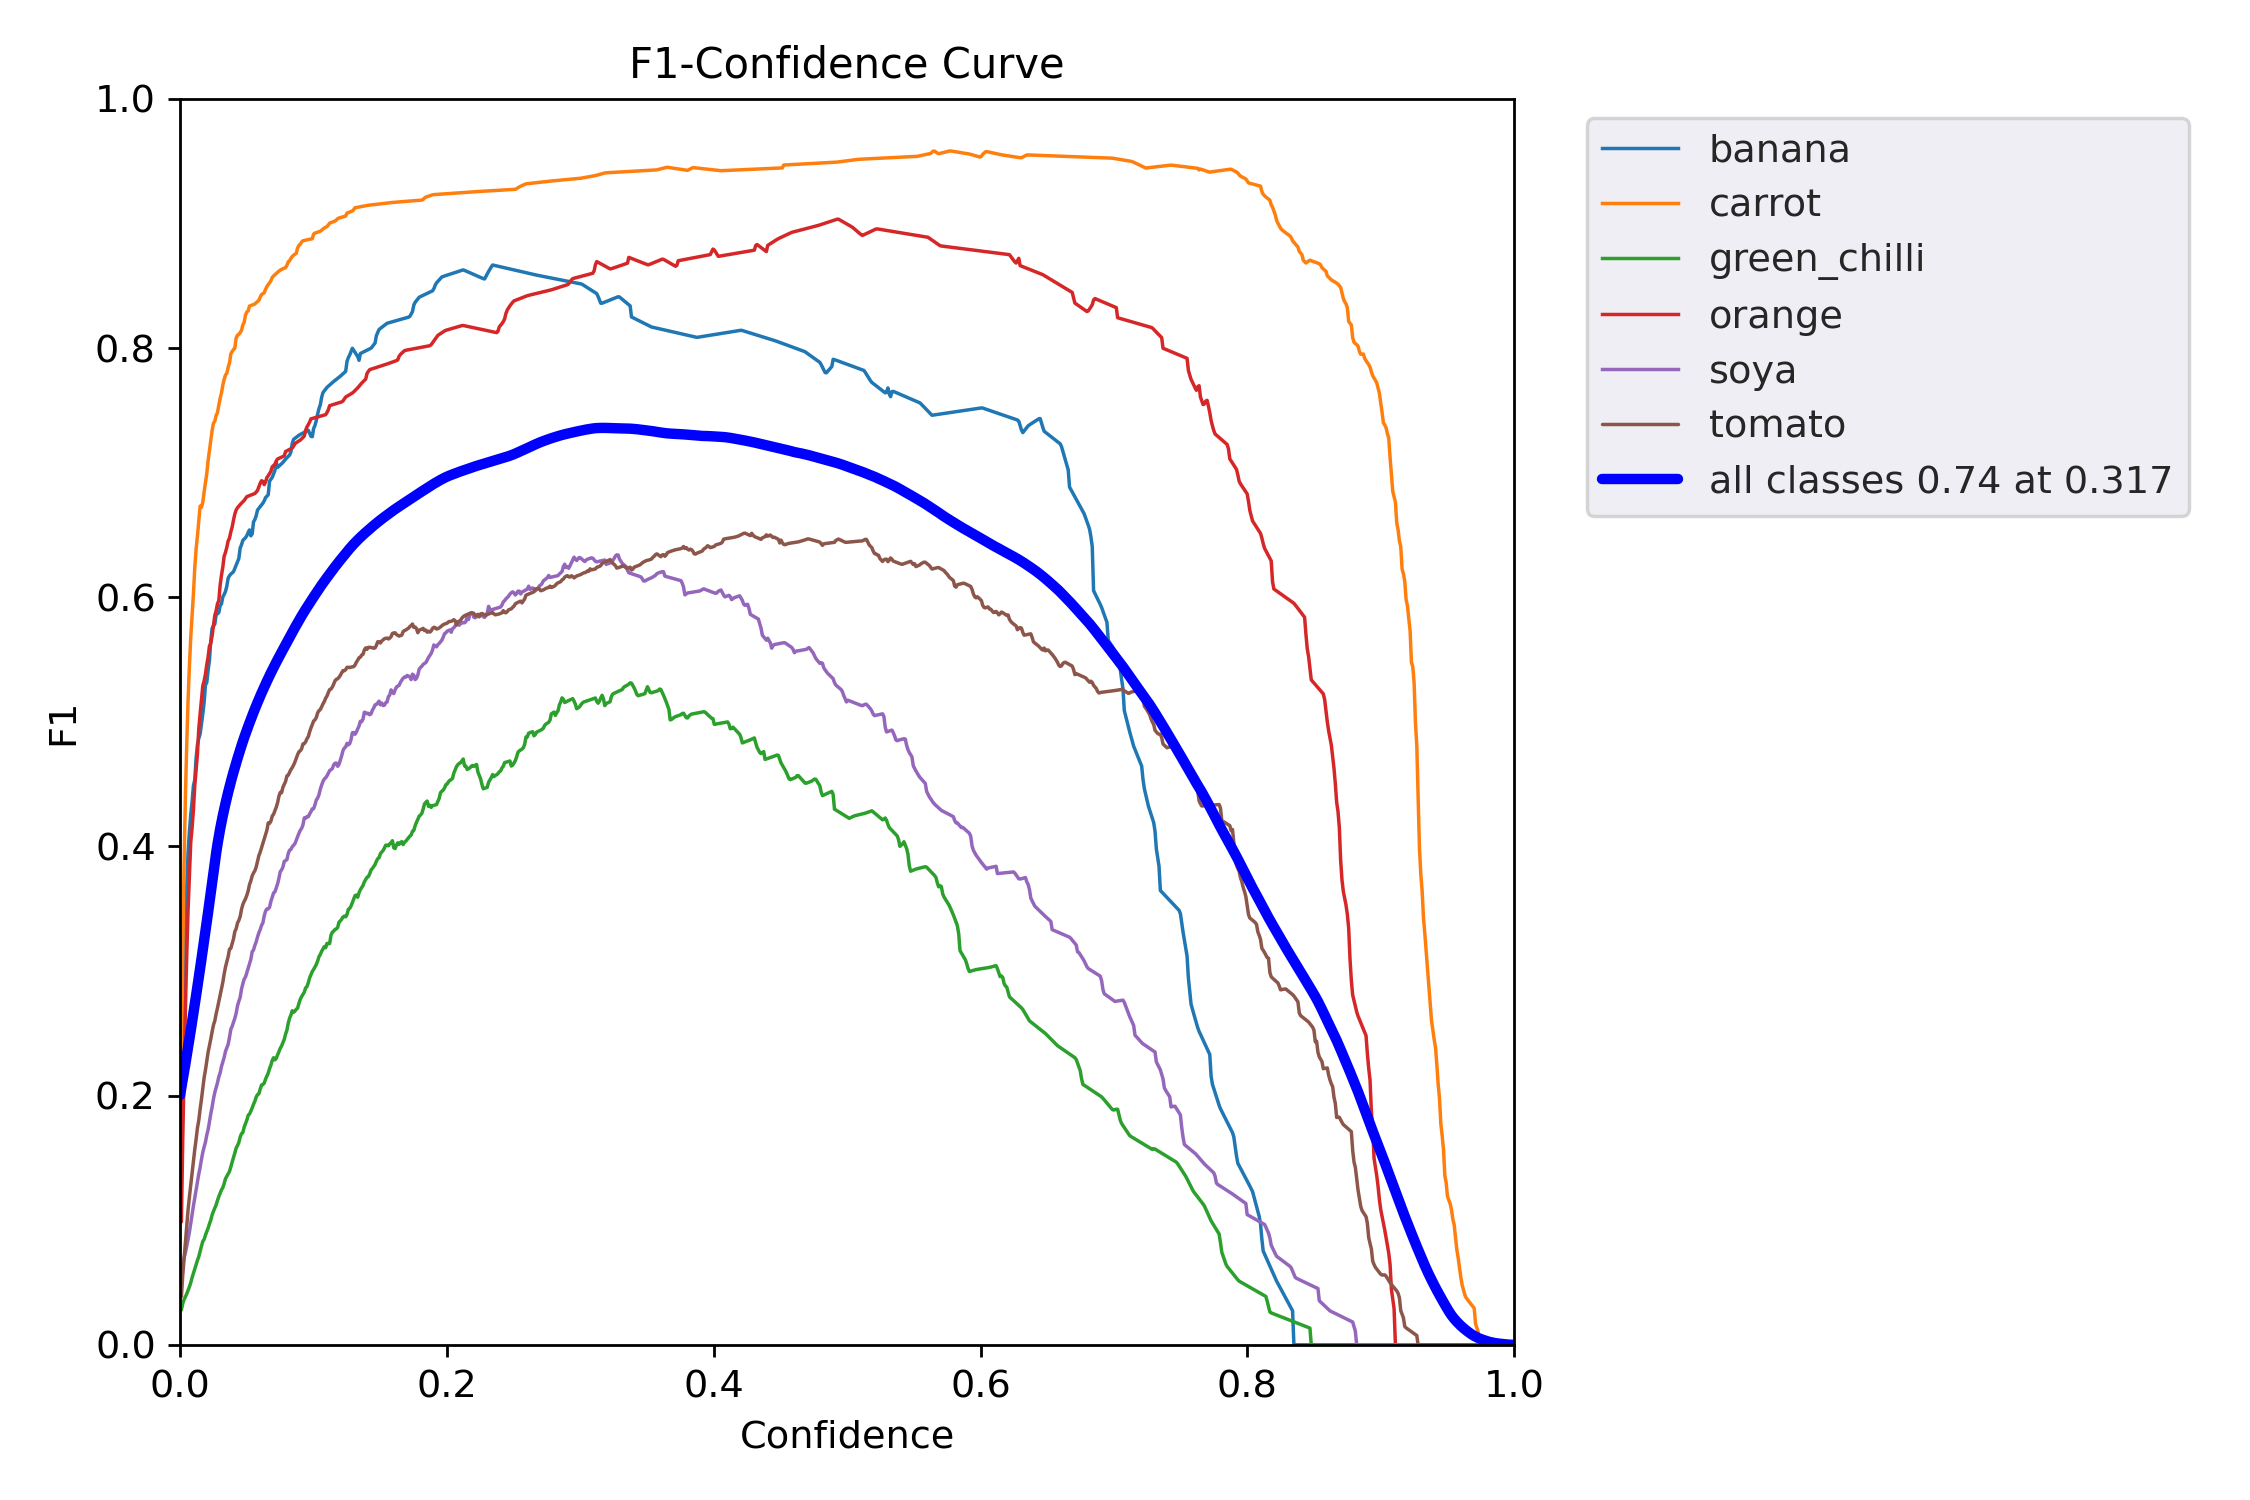 F1-Confidence Curve
1.0
0.8
0.6
0.4
0.2
0.0
F1
0.0 0.2 0.4 0.6 0.8 1.0
Confidence
banana
carrot
green_chilli
orange
soya
tomato
all classes 0.74 at 0.317